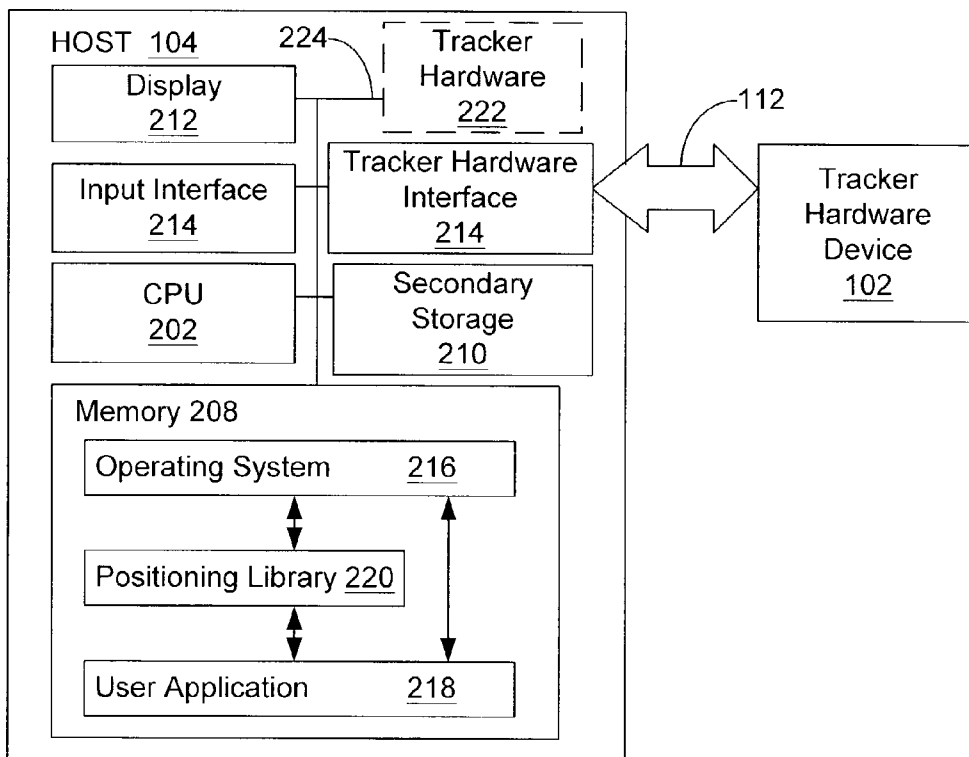 HOST 104
224
Tracker
Hardware
222
112
Display
212
Input Interface
214
Tracker Hardware
Interface
214
Tracker
Hardware
Device
102
CPU
202
Secondary
Storage
210
Memory 208
Operating System 216
Positioning Library 220
User Application 218